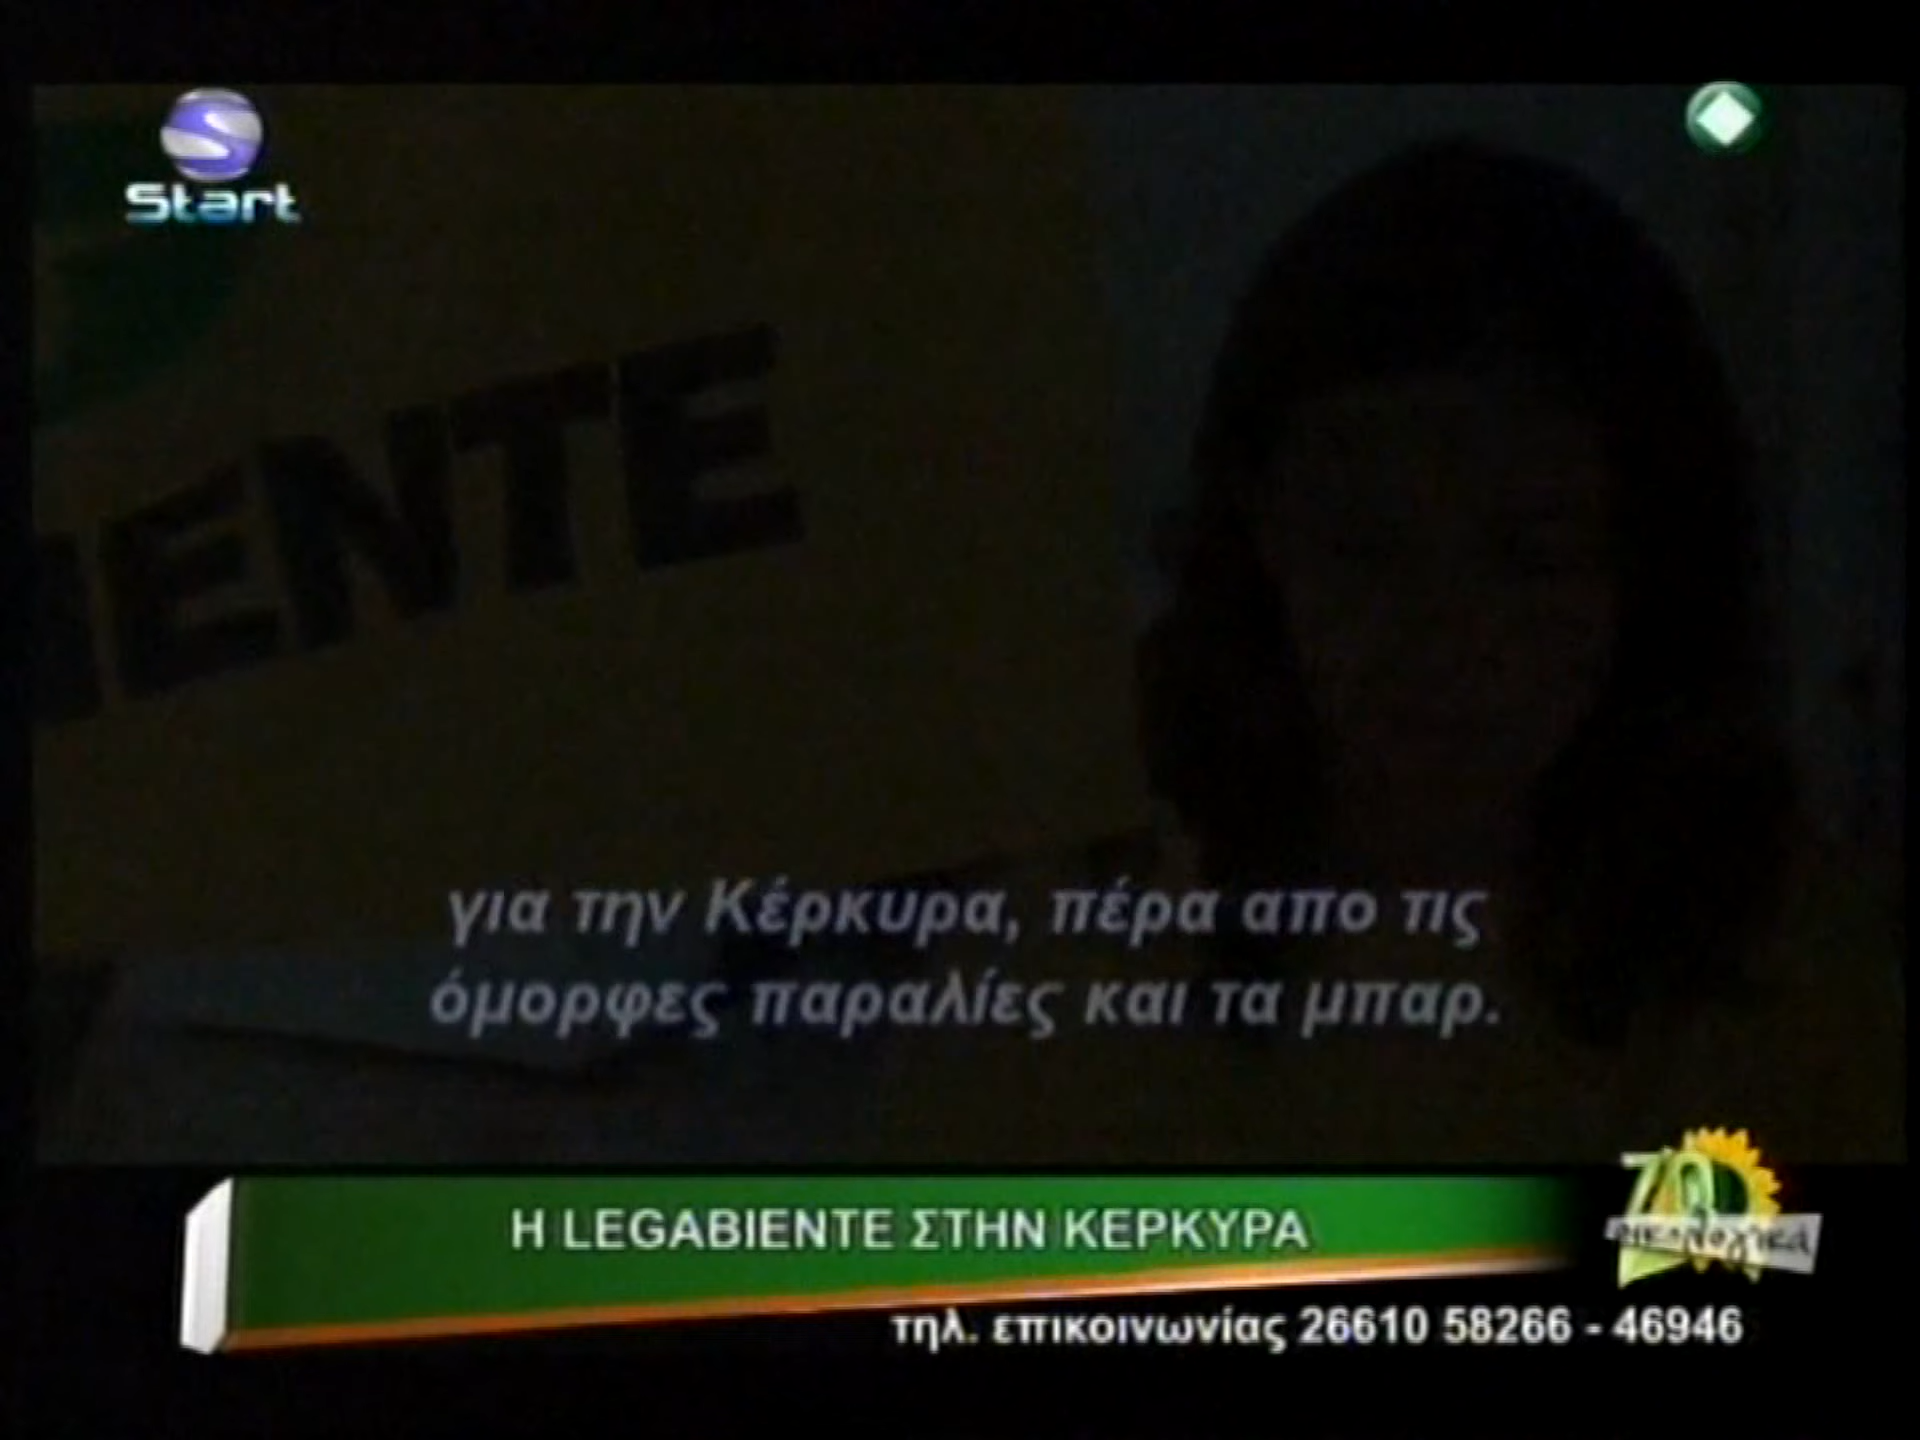 Start
ENTE
για την Κέρκυρα, πέρα απο τις
όμορφες παραλίες και τα μπαρ.
Η LEGABIENTE ΣΤΗΝ ΚΕΡΚΥΡΑ
οικολογικά
τηλ. επικοινωνίας 26610 58266 - 46946